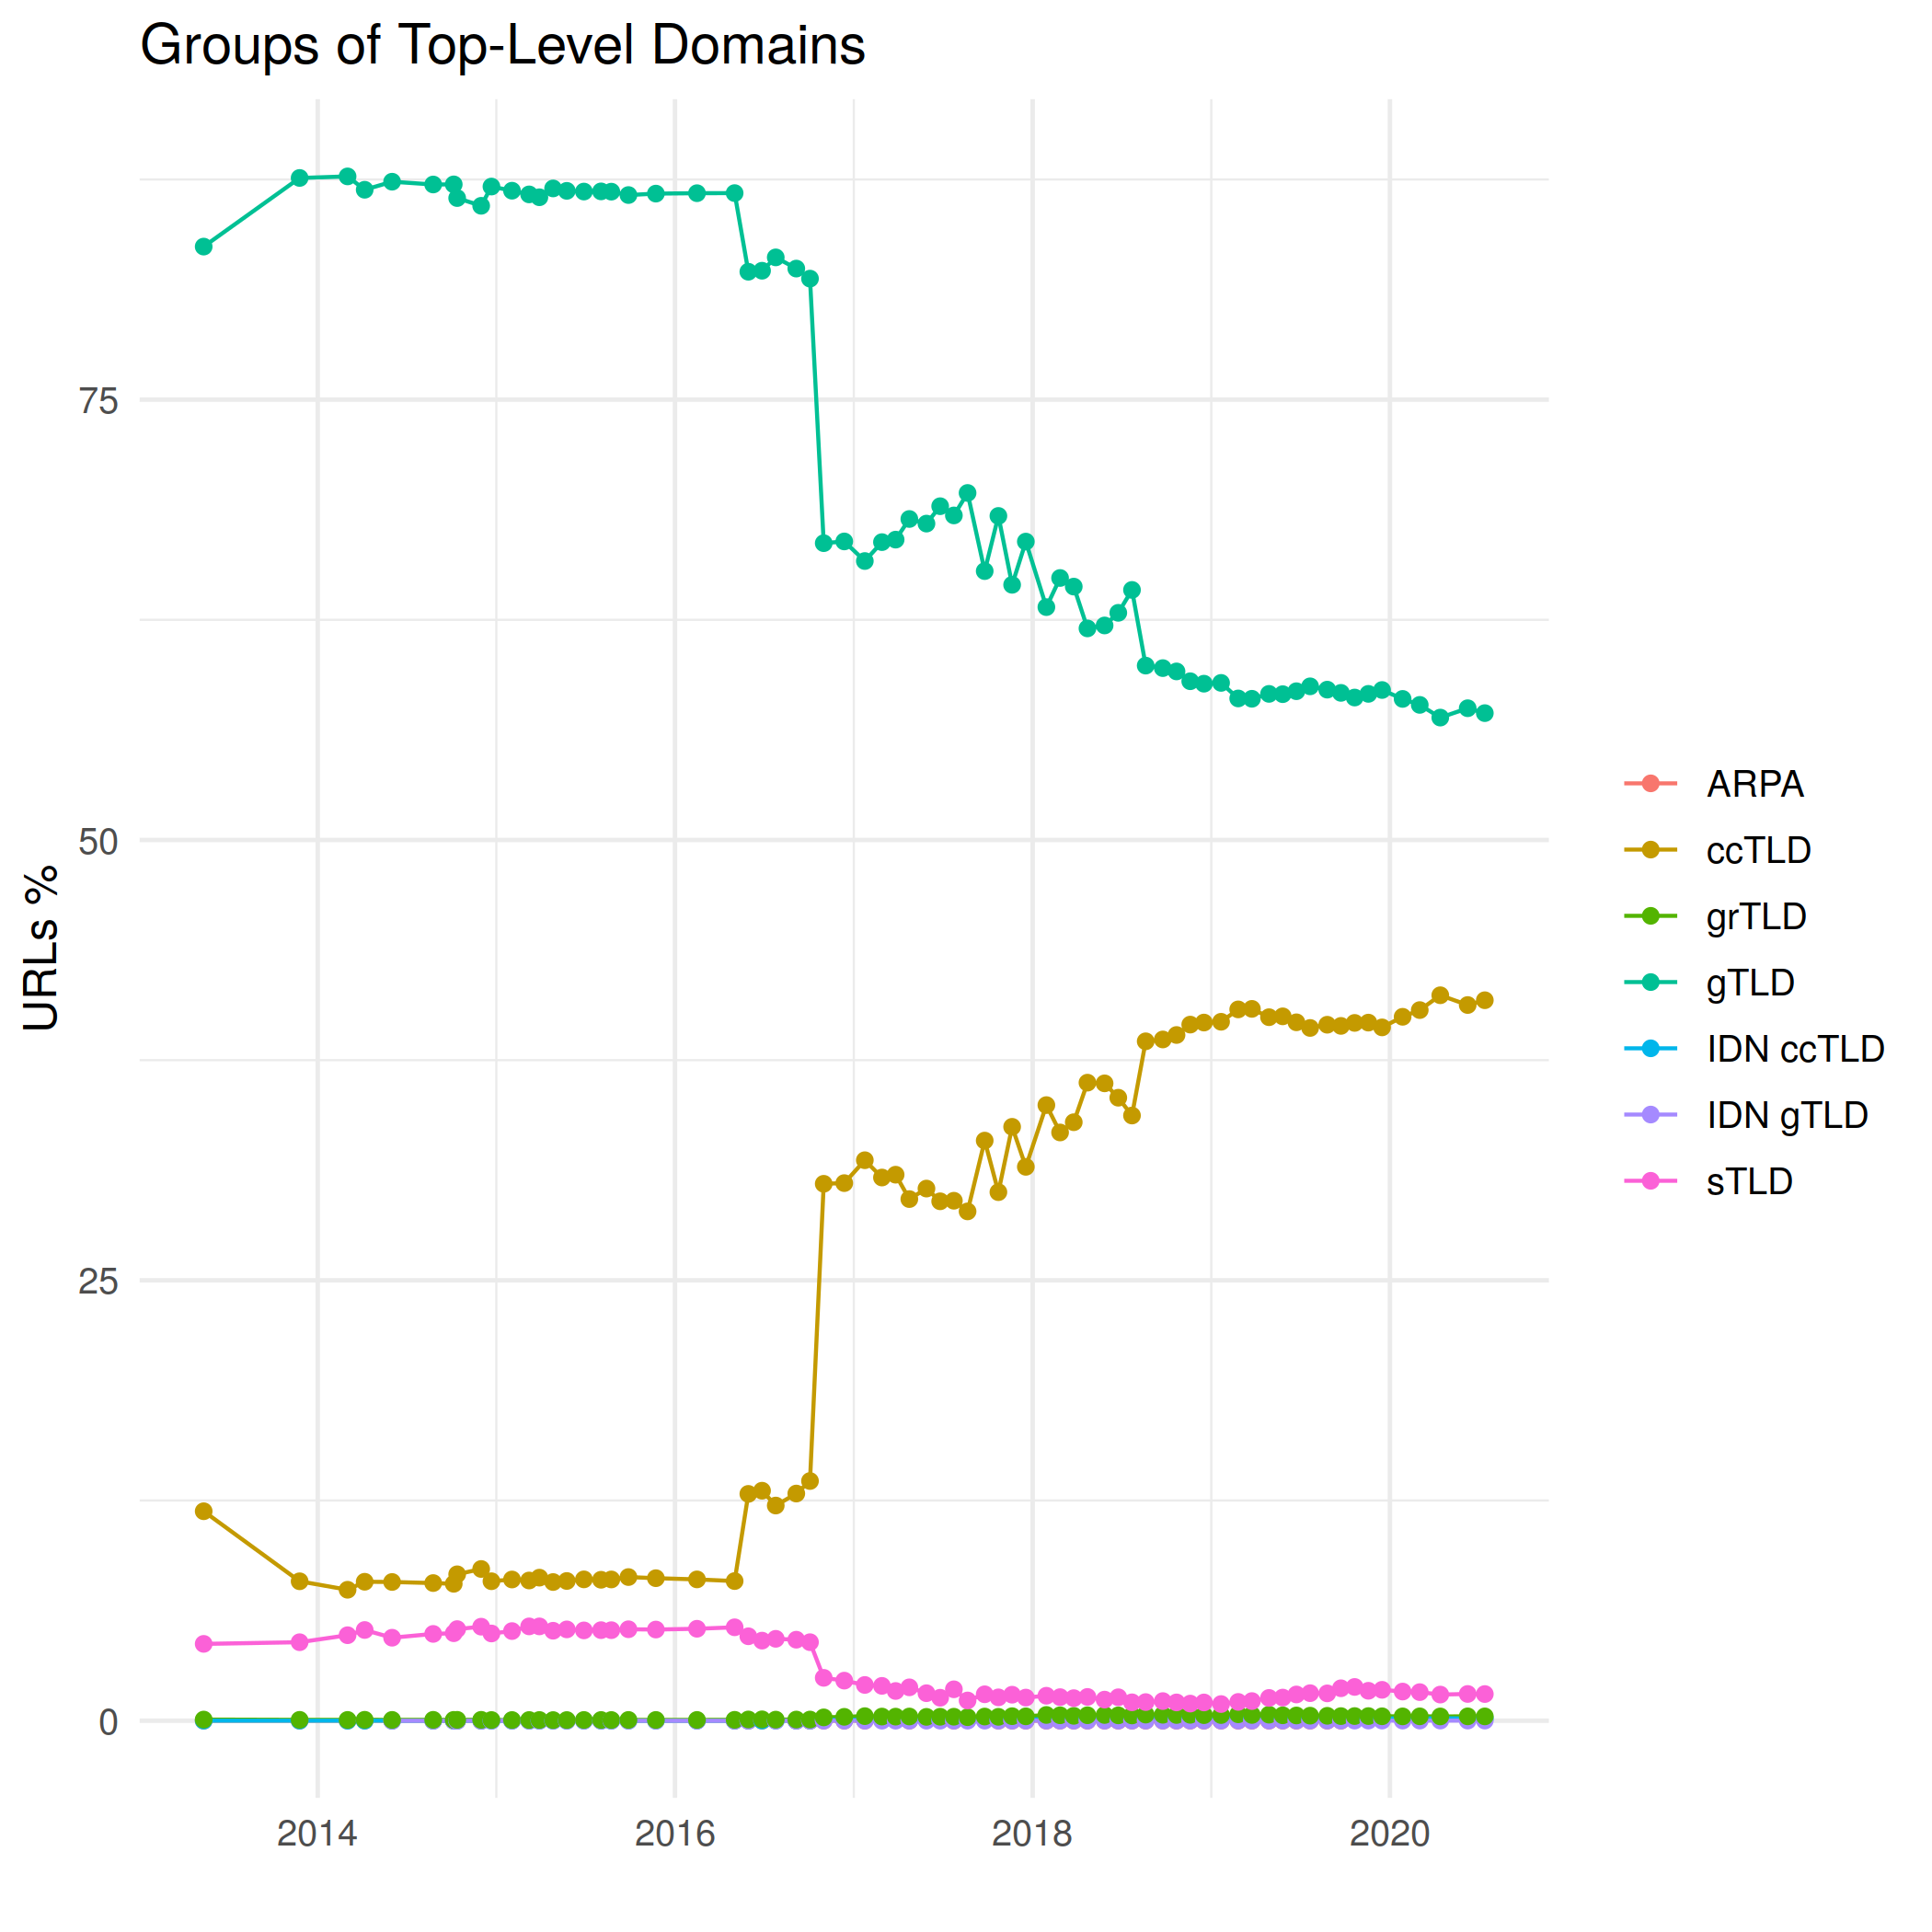 Groups of Top-Level Domains
URLs %
75
50
25
0
2014
2016
2018
2020
ARPA
ccTLD
grTLD
gTLD
IDN ccTLD
IDN gTLD
sTLD